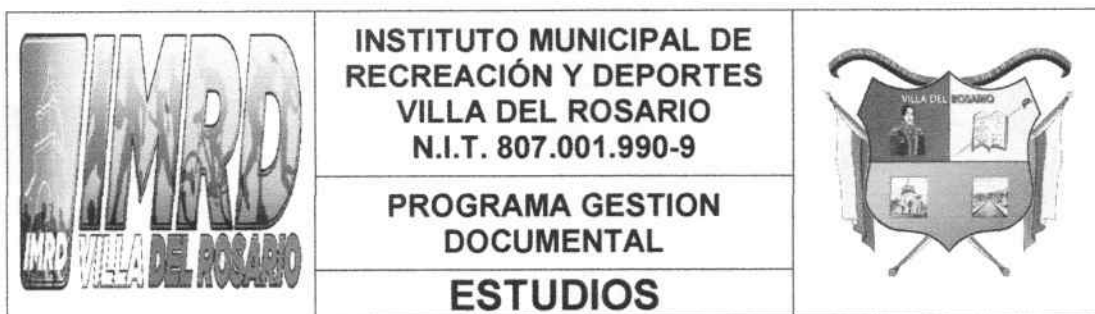 IMRD
IMRD VILLA DEL ROSARIO
INSTITUTO MUNICIPAL DE
RECREACIÓN Y DEPORTES
VILLA DEL ROSARIO
N.I.T. 807.001.990-9
PROGRAMA GESTION
DOCUMENTAL
ESTUDIOS
VILLA DEL ROSARIO